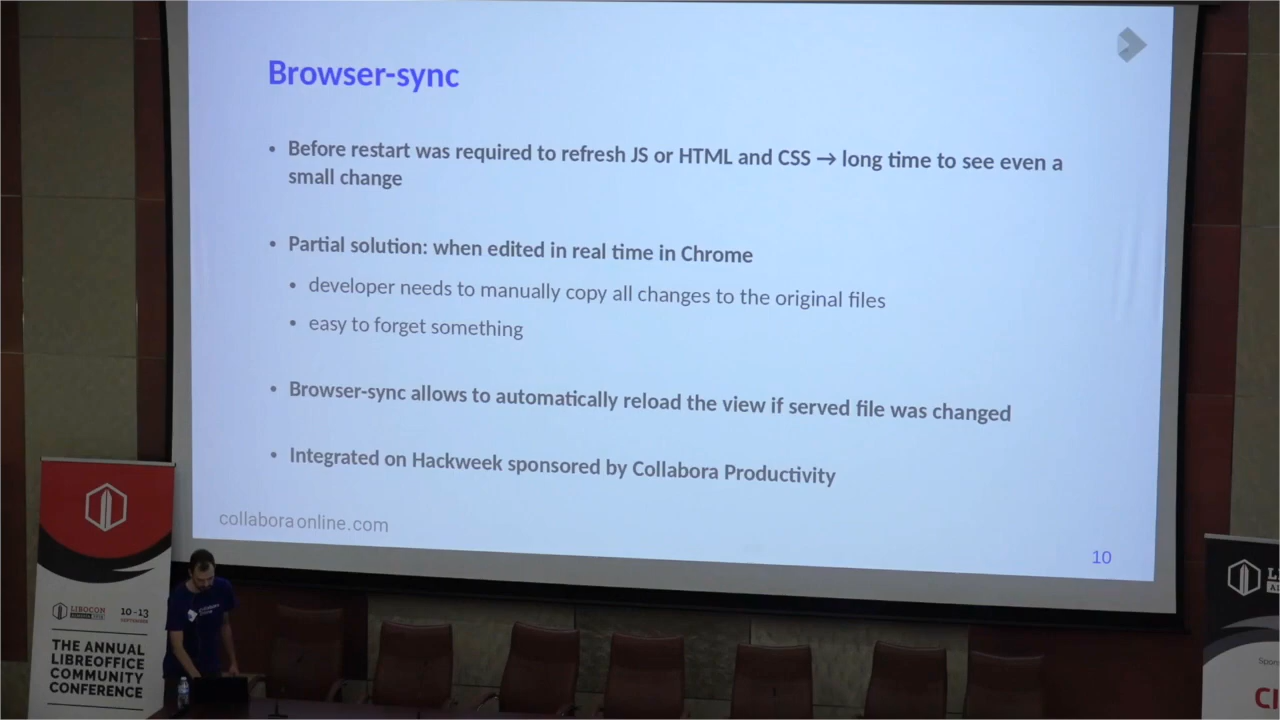 Browser-sync
• Before restart was required to refresh JS or HTML and CSS → long time to see even a
small change
• Partial solution: when edited in real time in Chrome
• developer needs to manually copy all changes to the original files
• easy to forget something
• Browser-sync allows to automatically reload the view if served file was changed
• Integrated on Hackweek sponsored by Collabora Productivity
collaboraonline.com
10
LIBOCON
10-13
SEPTEMBER
THE ANNUAL
LIBREOFFICE
COMMUNITY
CONFERENCE